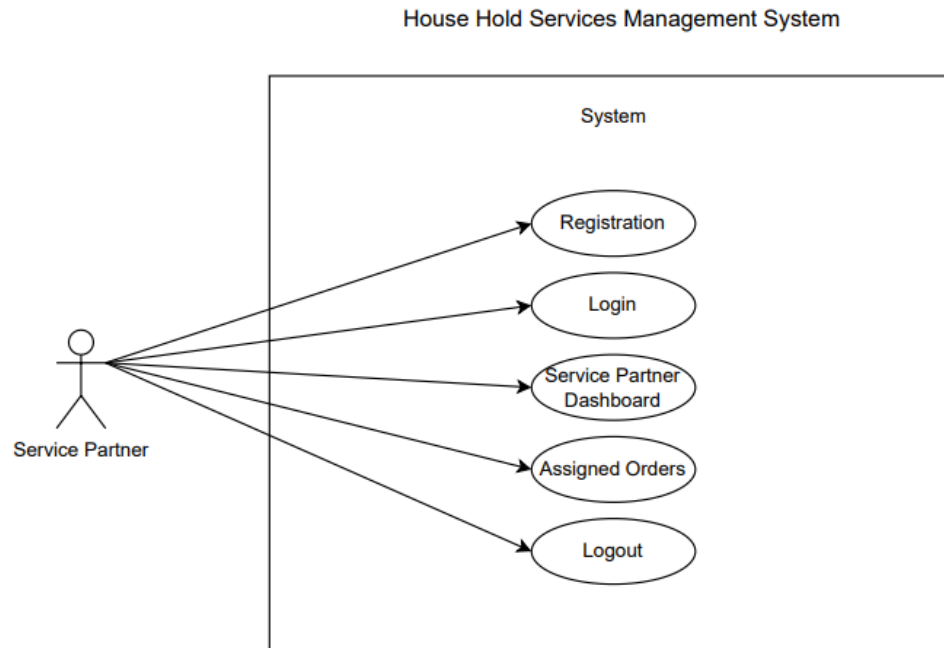 House Hold Services Management System
System
Registration
Login
Service Partner
Dashboard
Assigned Orders
Logout
Service Partner